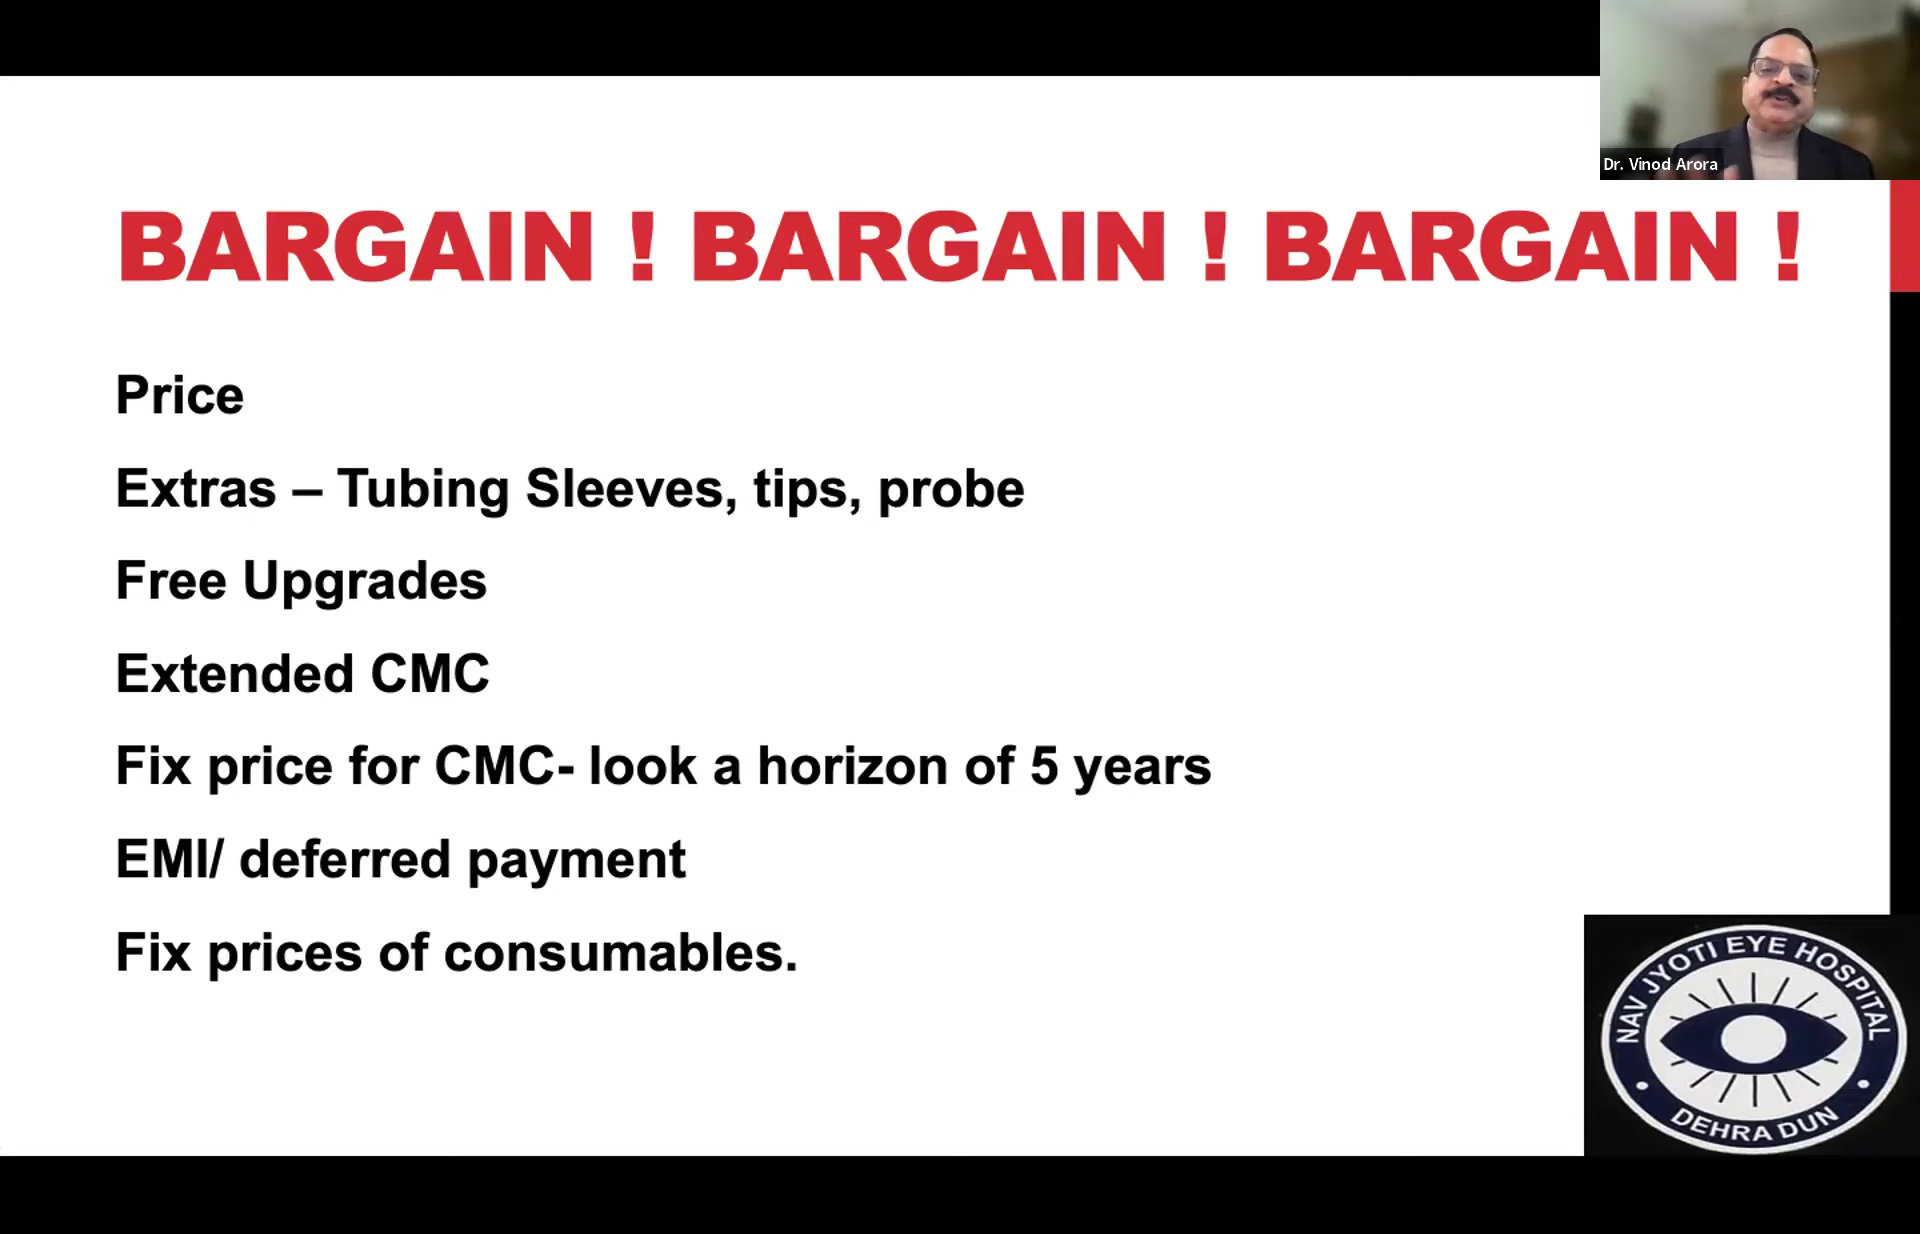 Dr. Vinod Arora
BARGAIN ! BARGAIN ! BARGAIN !
Price
Extras – Tubing Sleeves, tips, probe
Free Upgrades
Extended CMC
Fix price for CMC- look a horizon of 5 years
EMI/ deferred payment
Fix prices of consumables.
NAV JYOTI EYE HOSPITAL
DEHRA DUN